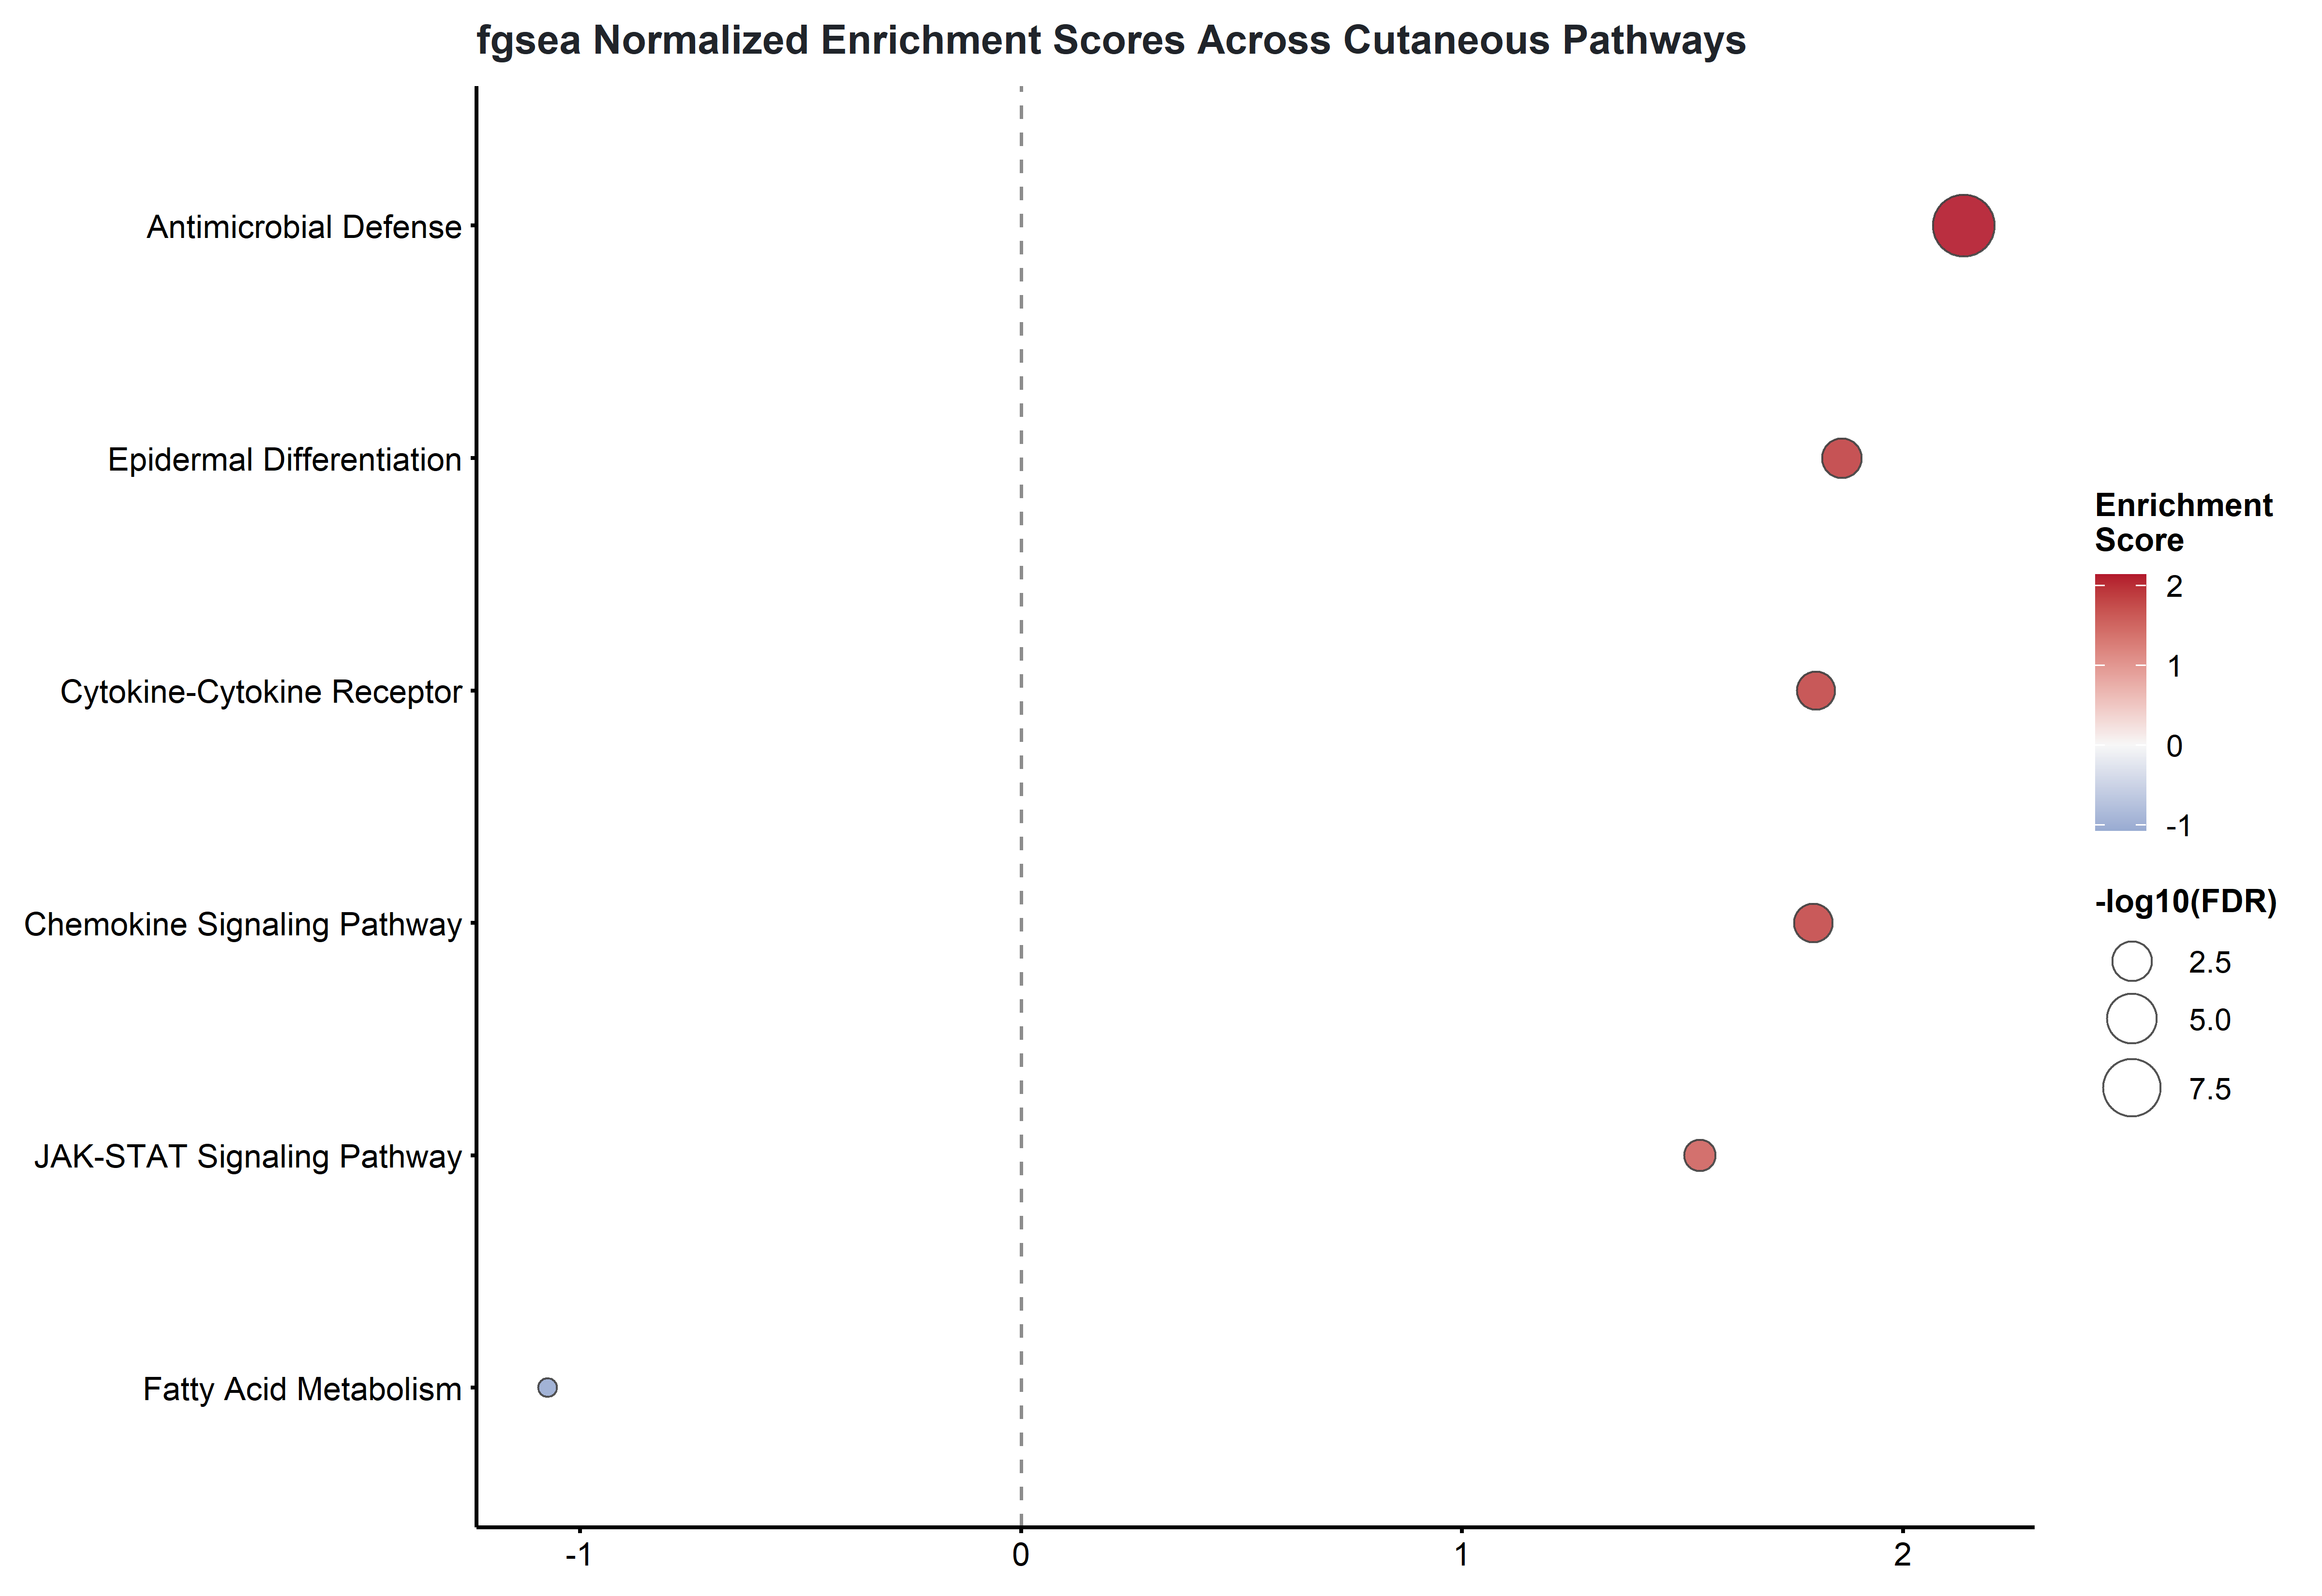 fgsea Normalized Enrichment Scores Across Cutaneous Pathways
Antimicrobial Defense
Epidermal Differentiation
Cytokine-Cytokine Receptor
Chemokine Signaling Pathway
JAK-STAT Signaling Pathway
Fatty Acid Metabolism
-1
0
1
2
Enrichment
Score
2
1
0
-1
-log10(FDR)
2.5
5.0
7.5